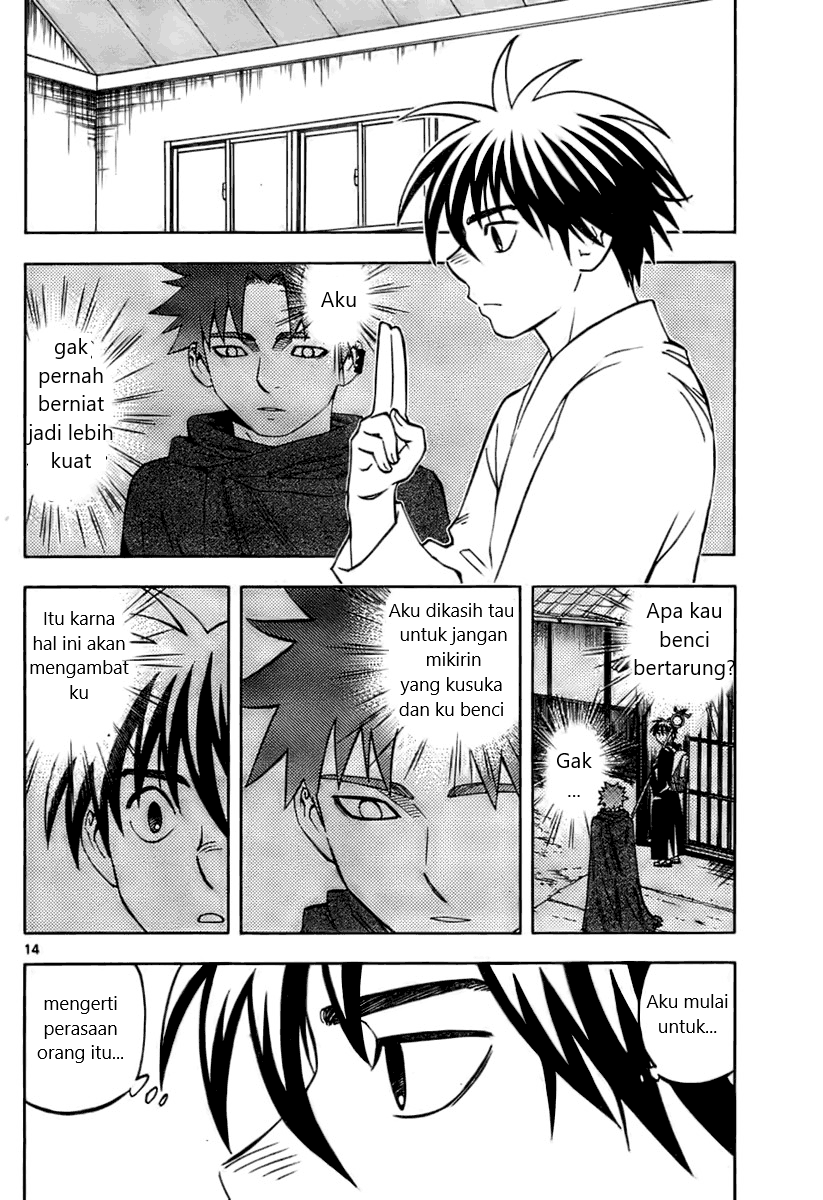 Aku
gak
pernah
berniat
jadi lebih
kuat
Apa kau
benci
bertarung?
Gak
...
Aku dikasih tau
untuk jangan
mikirin
yang kusuka
dan ku benci
Itu karna
hal ini akan
mengambat
ku
14
Aku mulai
untuk...
mengerti
perasaan
orang itu...